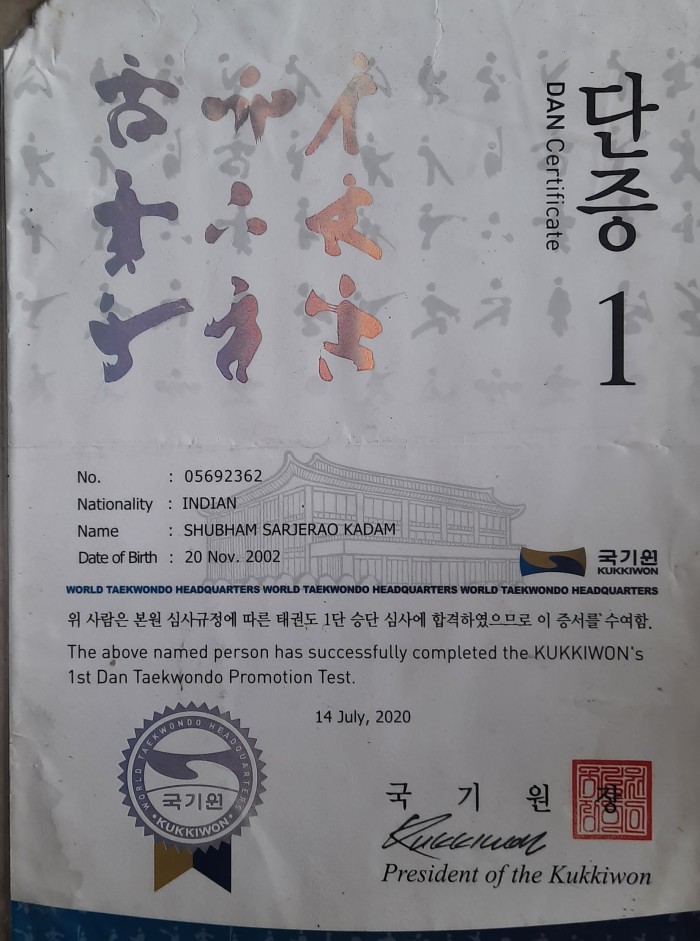 단증
DAN Certificate
1
No. : 05692362
Nationality : INDIAN
Name : SHUBHAM SARJERAO KADAM
Date of Birth : 20 Nov. 2002
국기원
KUKKIWON
WORLD TAEKWONDO HEADQUARTERS WORLD TAEKWONDO HEADQUARTERS WORLD TAEKWONDO HEADQUARTERS
위 사람은 본원 심사규정에 따른 태권도 1단 승단 심사에 합격하였으므로 이 증서를 수여함.
The above named person has successfully completed the KUKKIWON's
1st Dan Taekwondo Promotion Test.
14 July, 2020
WORLD TAEKWONDO HEADQUARTERS
국기원
KUKKIWON
국 기 원 장
Kukkiwon
President of the Kukkiwon